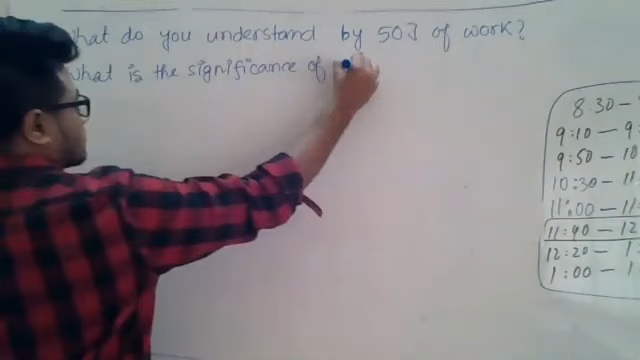 What do you understand by 50J of work?
What is the significance of
8 30 –
9:10 – 9:
9:50 – 10
10:30 – 11
11:00 – 11:
11:40 – 12
12:20 – 1:
1:00 – 1